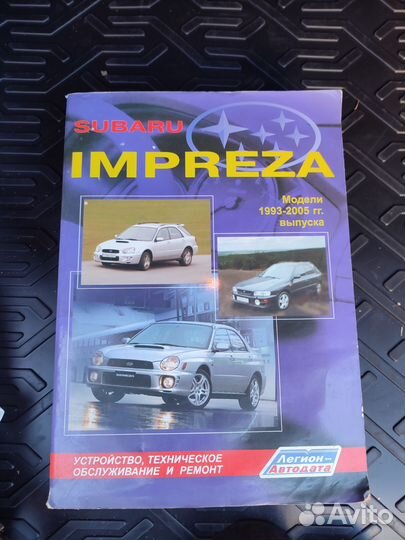 SUBARU
IMPREZA
Модели
1993-2005 гг.
выпуска
УСТРОЙСТВО, ТЕХНИЧЕСКОЕ
ОБСЛУЖИВАНИЕ И РЕМОНТ
Легион-
Автодата
Avito